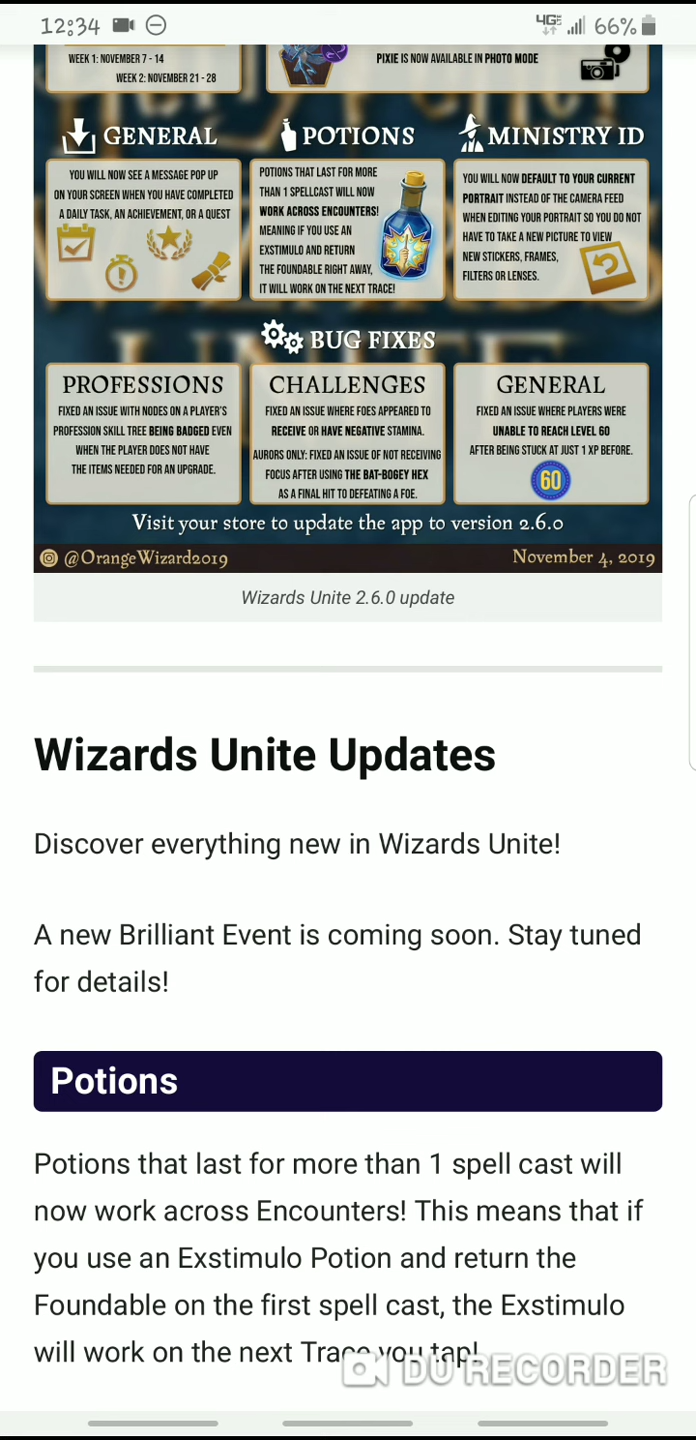 12:34
4GE 66%
WEEK 1: NOVEMBER 7 - 14
WEEK 2: NOVEMBER 21 - 28
PIXIE IS NOW AVAILABLE IN PHOTO MODE
GENERAL
YOU WILL NOW SEE A MESSAGE POP UP
ON YOUR SCREEN WHEN YOU HAVE COMPLETED
A DAILY TASK, AN ACHIEVEMENT, OR A QUEST
POTIONS
POTIONS THAT LAST FOR MORE
THAN 1 SPELLCAST WILL NOW
WORK ACROSS ENCOUNTERS!
MEANING IF YOU USE AN
EXSTIMULO AND RETURN
THE FOUNDABLE RIGHT AWAY,
IT WILL WORK ON THE NEXT TRACE!
MINISTRY ID
YOU WILL NOW DEFAULT TO YOUR CURRENT
PORTRAIT INSTEAD OF THE CAMERA FEED
WHEN EDITING YOUR PORTRAIT SO YOU DO NOT
HAVE TO TAKE A NEW PICTURE TO VIEW
NEW STICKERS, FRAMES,
FILTERS OR LENSES.
BUG FIXES
PROFESSIONS
FIXED AN ISSUE WITH NODES ON A PLAYER'S
PROFESSION SKILL TREE BEING BADGED EVEN
WHEN THE PLAYER DOES NOT HAVE
THE ITEMS NEEDED FOR AN UPGRADE.
CHALLENGES
FIXED AN ISSUE WHERE FOES APPEARED TO
RECEIVE OR HAVE NEGATIVE STAMINA.
AURORS ONLY: FIXED AN ISSUE OF NOT RECEIVING
FOCUS AFTER USING THE BAT-BOGEY HEX
AS A FINAL HIT TO DEFEATING A FOE.
GENERAL
FIXED AN ISSUE WHERE PLAYERS WERE
UNABLE TO REACH LEVEL 60
AFTER BEING STUCK AT JUST 1 XP BEFORE.
60
Visit your store to update the app to version 2.6.0
@OrangeWizard2019
November 4, 2019
Wizards Unite 2.6.0 update
Wizards Unite Updates
Discover everything new in Wizards Unite!
A new Brilliant Event is coming soon. Stay tuned
for details!
Potions
Potions that last for more than 1 spell cast will
now work across Encounters! This means that if
you use an Exstimulo Potion and return the
Foundable on the first spell cast, the Exstimulo
will work on the next Trace you tap!
DU RECORDER